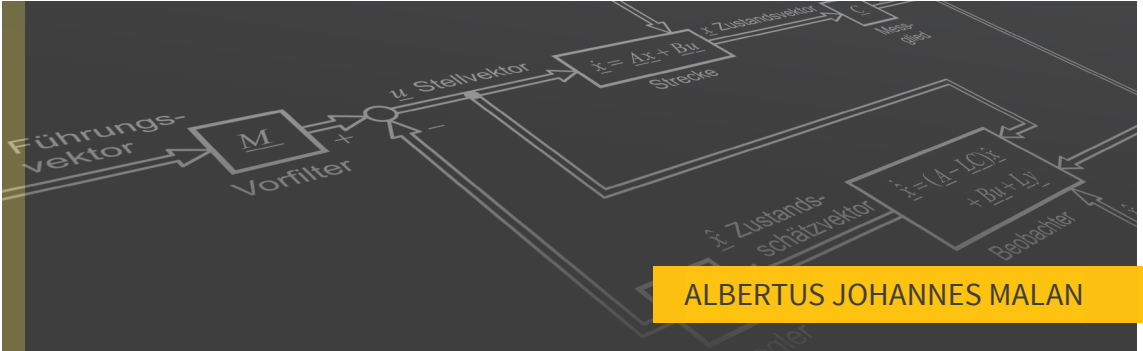 Führungs-
vektor
M
Vorfilter
+
−
u Stellvektor
ẋ = Ax + Bu
Strecke
x Zustandsvektor
C
Mess-
glied
x̂ Zustands-
schätzvektor
x̂ = (A - LC)x̂
+ Bu + Ly
Beobachter
ALBERTUS JOHANNES MALAN